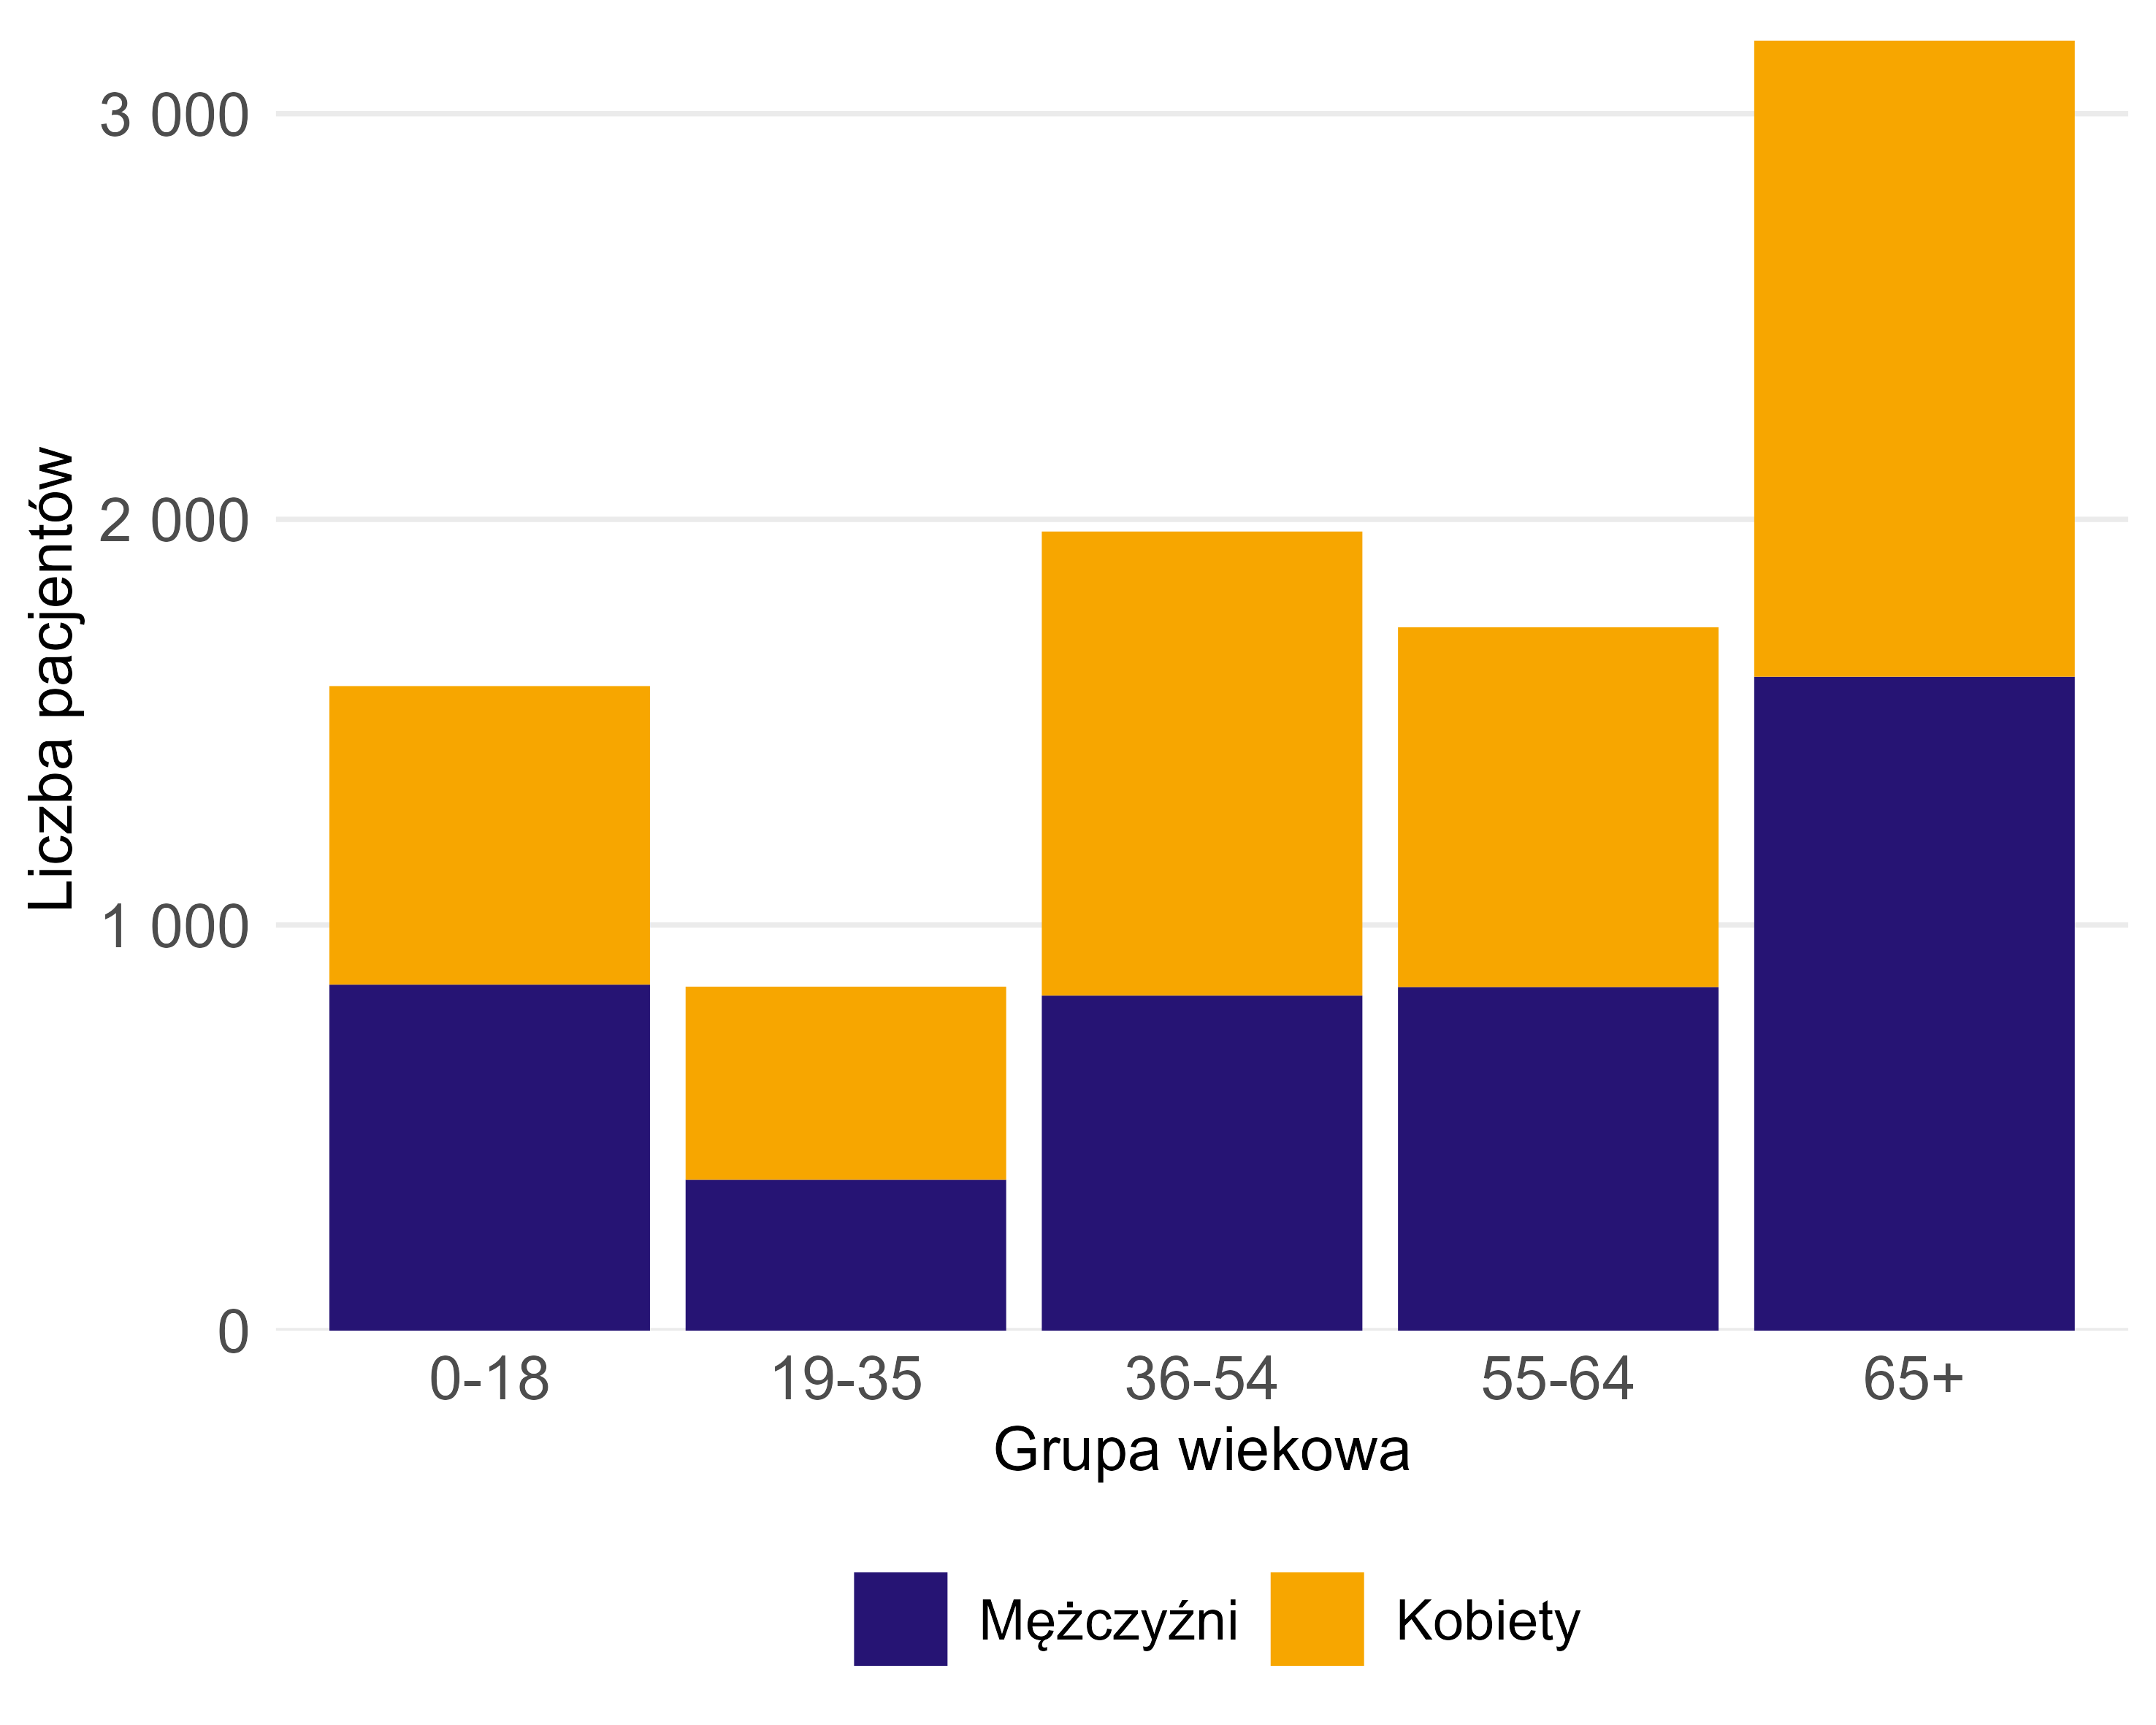 3 000
2 000
1 000
0
Liczba pacjentów
0-18
19-35
36-54
55-64
65+
Grupa wiekowa
Mężczyźni
Kobiety